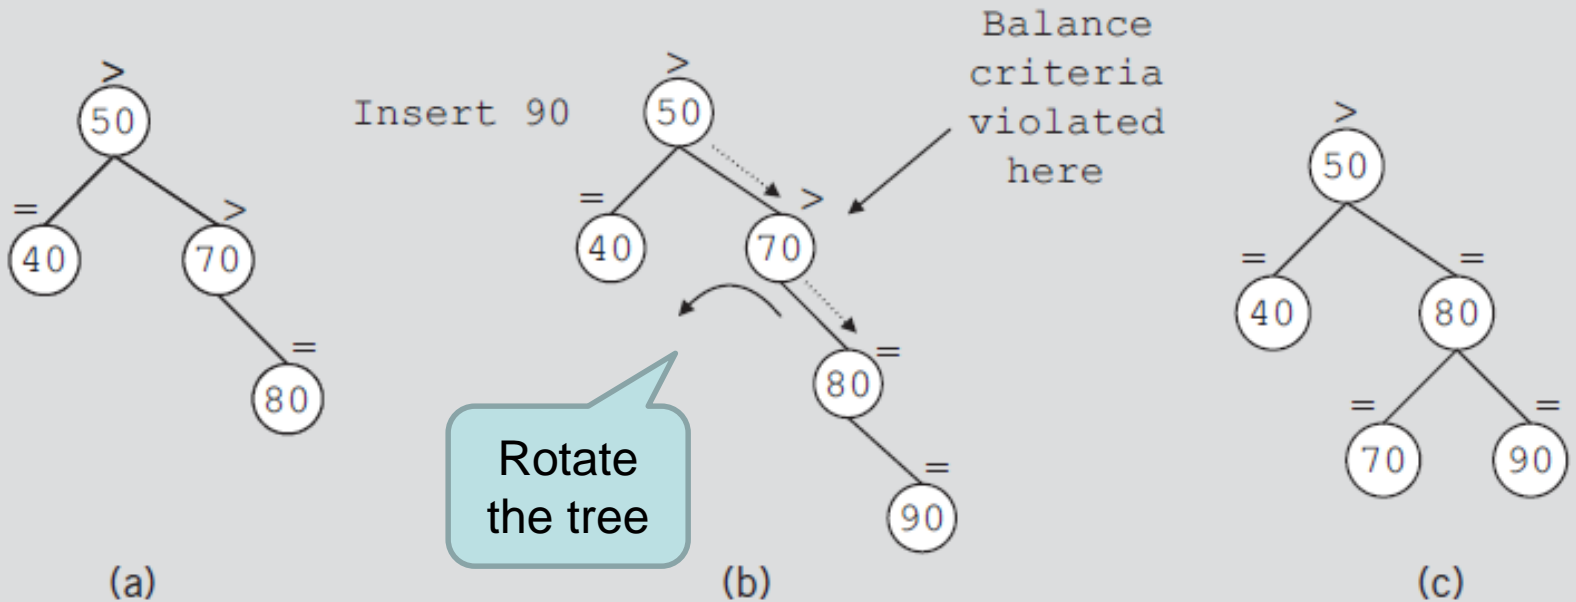 >
50
=
>
40
70
=
80
(a)
Insert 90
>
50
=
>
40
70
=
80
=
90
Rotate
the tree
(b)
Balance
criteria
violated
here
>
50
=
=
40
80
=
=
70
90
(c)